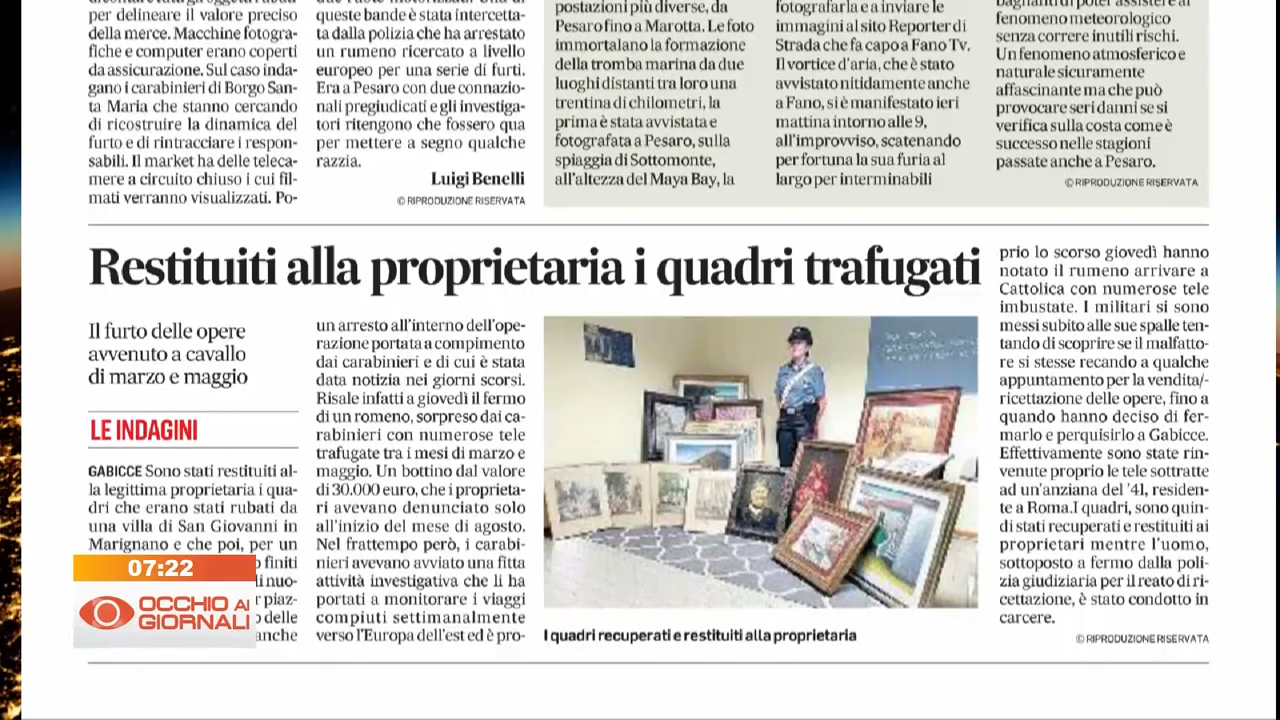 per delineare il valore preciso
della merce. Macchine fotogra-
fiche e computer erano coperti
da assicurazione. Sul caso inda-
gano i carabinieri di Borgo San-
ta Maria che stanno cercando
di ricostruire la dinamica del
furto e di rintracciare i respon-
sabili. Il market ha delle teleca-
mere a circuito chiuso i cui fil-
mati verranno visualizzati. Po-
queste bande è stata intercetta-
ta dalla polizia che ha arrestato
un rumeno ricercato a livello
europeo per una serie di furti.
Era a Pesaro con due connazio-
nali pregiudicati e gli investiga-
tori ritengono che fossero qua
per mettere a segno qualche
razzia.
Luigi Benelli
© RIPRODUZIONE RISERVATA
postazioni più diverse, da
Pesaro fino a Marotta. Le foto
immortalano la formazione
della tromba marina da due
luoghi distanti tra loro una
trentina di chilometri, la
prima è stata avvistata e
fotografata a Pesaro, sulla
spiaggia di Sottomonte,
all'altezza del Maya Bay, la
fotografarla e a inviare le
immagini al sito Reporter di
Strada che fa capo a Fano Tv.
Il vortice d'aria, che è stato
avvistato nitidamente anche
a Fano, si è manifestato ieri
mattina intorno alle 9,
all'improvviso, scatenando
per fortuna la sua furia al
largo per interminabili
bagnanti di poter assistere al
fenomeno meteorologico
senza correre inutili rischi.
Un fenomeno atmosferico e
naturale sicuramente
affascinante ma che può
provocare seri danni se si
verifica sulla costa come è
successo nelle stagioni
passate anche a Pesaro.
© RIPRODUZIONE RISERVATA
Restituiti alla proprietaria i quadri trafugati
Il furto delle opere
avvenuto a cavallo
di marzo e maggio
LE INDAGINI
GABICCE Sono stati restituiti al-
la legittima proprietaria i qua-
dri che erano stati rubati da
una villa di San Giovanni in
Marignano e che poi, per un
finiti
nuo-
piaz-
delle
anche
un arresto all'interno dell'ope-
razione portata a compimento
dai carabinieri e di cui è stata
data notizia nei giorni scorsi.
Risale infatti a giovedì il fermo
di un romeno, sorpreso dai ca-
rabinieri con numerose tele
trafugate tra i mesi di marzo e
maggio. Un bottino dal valore
di 30.000 euro, che i proprieta-
ri avevano denunciato solo
all'inizio del mese di agosto.
Nel frattempo però, i carabi-
nieri avevano avviato una fitta
attività investigativa che li ha
portati a monitorare i viaggi
compiuti settimanalmente
verso l'Europa dell'est ed è pro-
I quadri recuperati e restituiti alla proprietaria
prio lo scorso giovedì hanno
notato il rumeno arrivare a
Cattolica con numerose tele
imbustate. I militari si sono
messi subito alle sue spalle ten-
tando di scoprire se il malfatto-
re si stesse recando a qualche
appuntamento per la vendita/-
ricettazione delle opere, fino a
quando hanno deciso di fer-
marlo e perquisirlo a Gabicce.
Effettivamente sono state rin-
venute proprio le tele sottratte
ad un'anziana del '41, residen-
te a Roma.I quadri, sono quin-
di stati recuperati e restituiti ai
proprietari mentre l'uomo,
sottoposto a fermo dalla poli-
zia giudiziaria per il reato di ri-
cettazione, è stato condotto in
carcere.
© RIPRODUZIONE RISERVATA
07:22
OCCHIO AI
GIORNALI